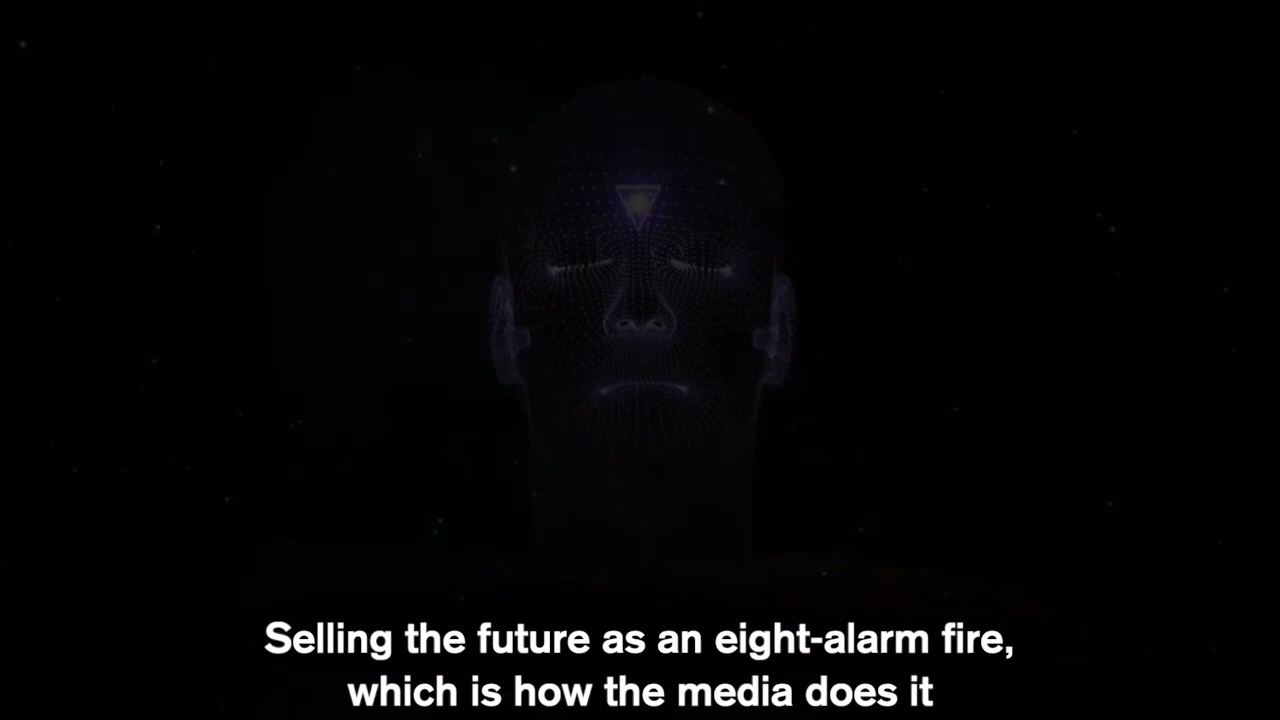 Selling the future as an eight-alarm fire,
which is how the media does it